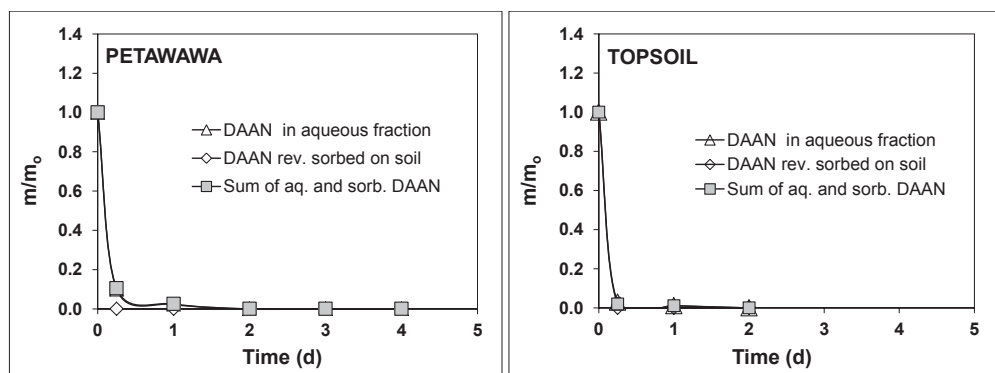 PETAWAWA
1.4
1.2
1.0
0.8
0.6
0.4
0.2
0.0
m/mo
DAAN in aqueous fraction
DAAN rev. sorbed on soil
Sum of aq. and sorb. DAAN
0 1 2 3 4 5
Time (d)
TOPSOIL
1.4
1.2
1.0
0.8
0.6
0.4
0.2
0.0
m/mo
DAAN in aqueous fraction
DAAN rev. sorbed on soil
Sum of aq. and sorb. DAAN
0 1 2 3 4 5
Time (d)